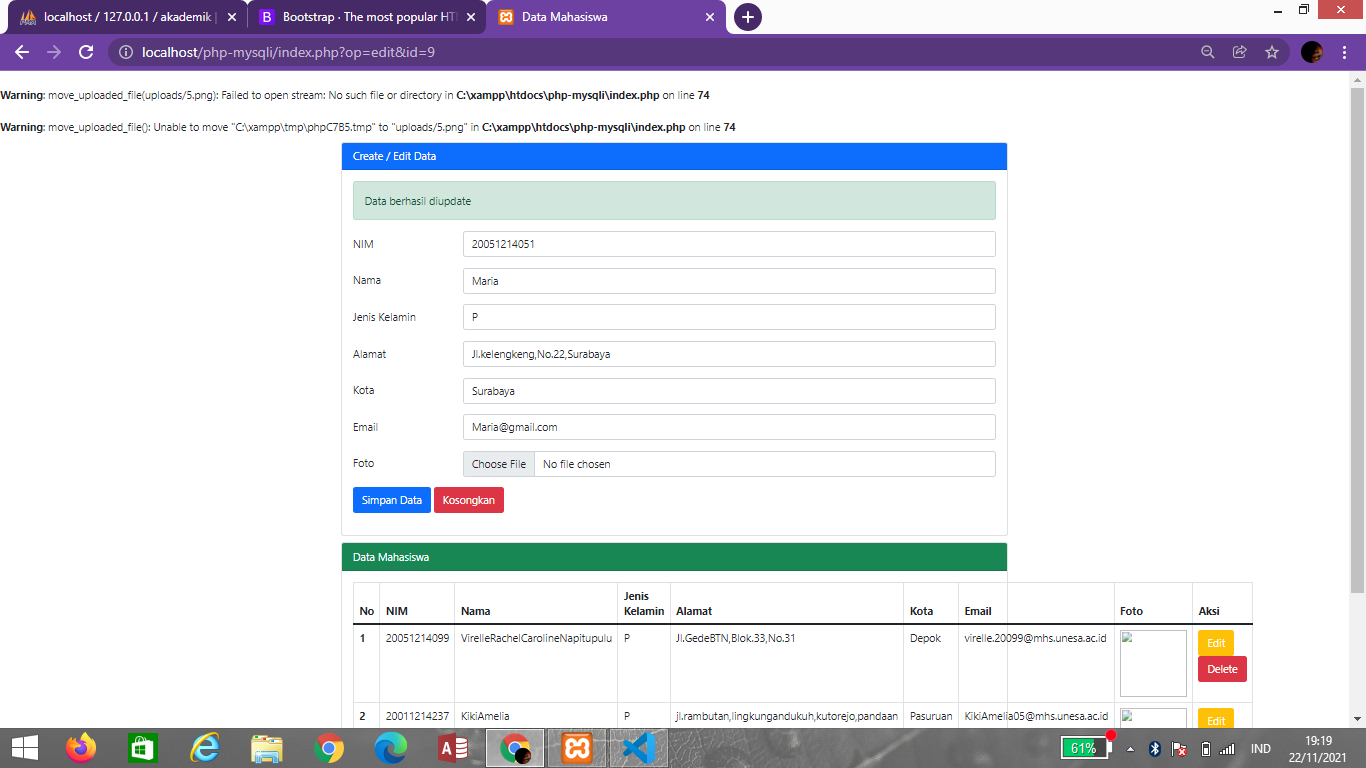 localhost / 127.0.0.1 / akademik |
Bootstrap · The most popular HT
Data Mahasiswa
localhost/php-mysqli/index.php?op=edit&id=9
Warning: move_uploaded_file(uploads/5.png): Failed to open stream: No such file or directory in C:\xampp\htdocs\php-mysqli\index.php on line 74
Warning: move_uploaded_file(): Unable to move "C:\xampp\tmp\phpC7B5.tmp" to "uploads/5.png" in C:\xampp\htdocs\php-mysqli\index.php on line 74
Create / Edit Data
Data berhasil diupdate
NIM 20051214051
Nama Maria
Jenis Kelamin P
Alamat Jl.kelengkeng,No.22,Surabaya
Kota Surabaya
Email Maria@gmail.com
Foto Choose File No file chosen
Simpan Data Kosongkan
Data Mahasiswa
No NIM Nama Jenis Kelamin Alamat Kota Email Foto Aksi
1 20051214099 VirelleRachelCarolineNapitupulu P Jl.GedeBTN,Blok.33,No.31 Depok virelle.20099@mhs.unesa.ac.id Edit
Delete
2 20011214237 KikiAmelia P jl.rambutan,lingkungandukuh,kutorejo,pandaan Pasuruan KikiAmelia05@mhs.unesa.ac.id Edit
61% IND 19:19
22/11/2021